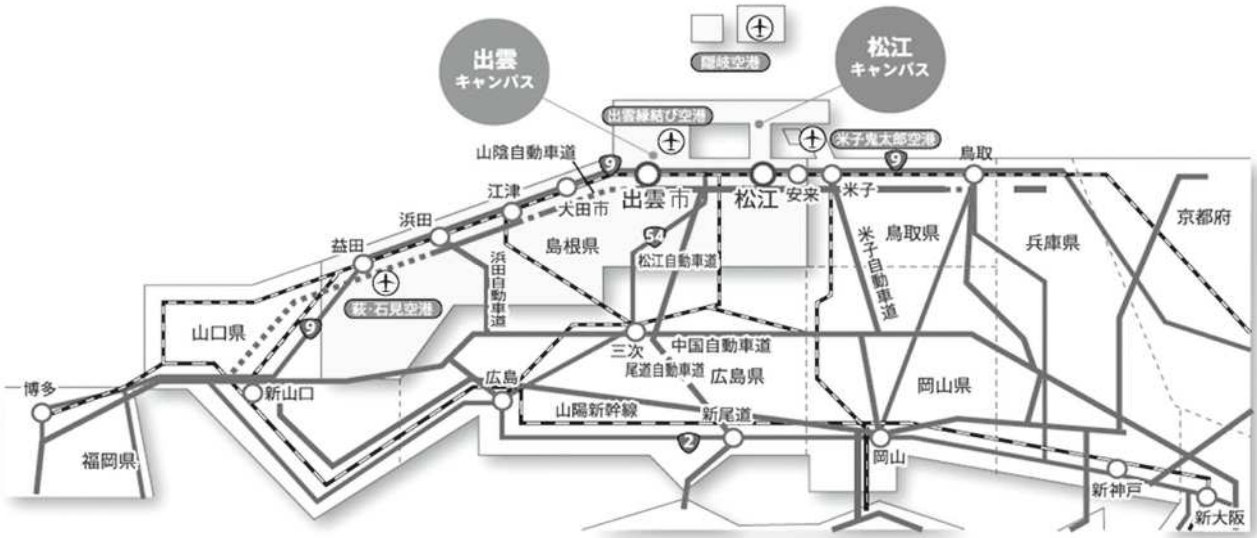 出雲
キャンパス
松江
キャンパス
隠岐空港
出雲縁結び空港
米子鬼太郎空港
山陰自動車道
9
9
鳥取
江津
大田市
出雲市
松江
安来
米子
浜田
益田
島根県
54
松江自動車道
鳥取県
兵庫県
京都府
浜田自動車道
米子自動車道
萩・石見空港
9
山口県
三次
中国自動車道
尾道自動車道
博多
新山口
広島
広島県
岡山県
山陽新幹線
新尾道
2
福岡県
岡山
新神戸
新大阪